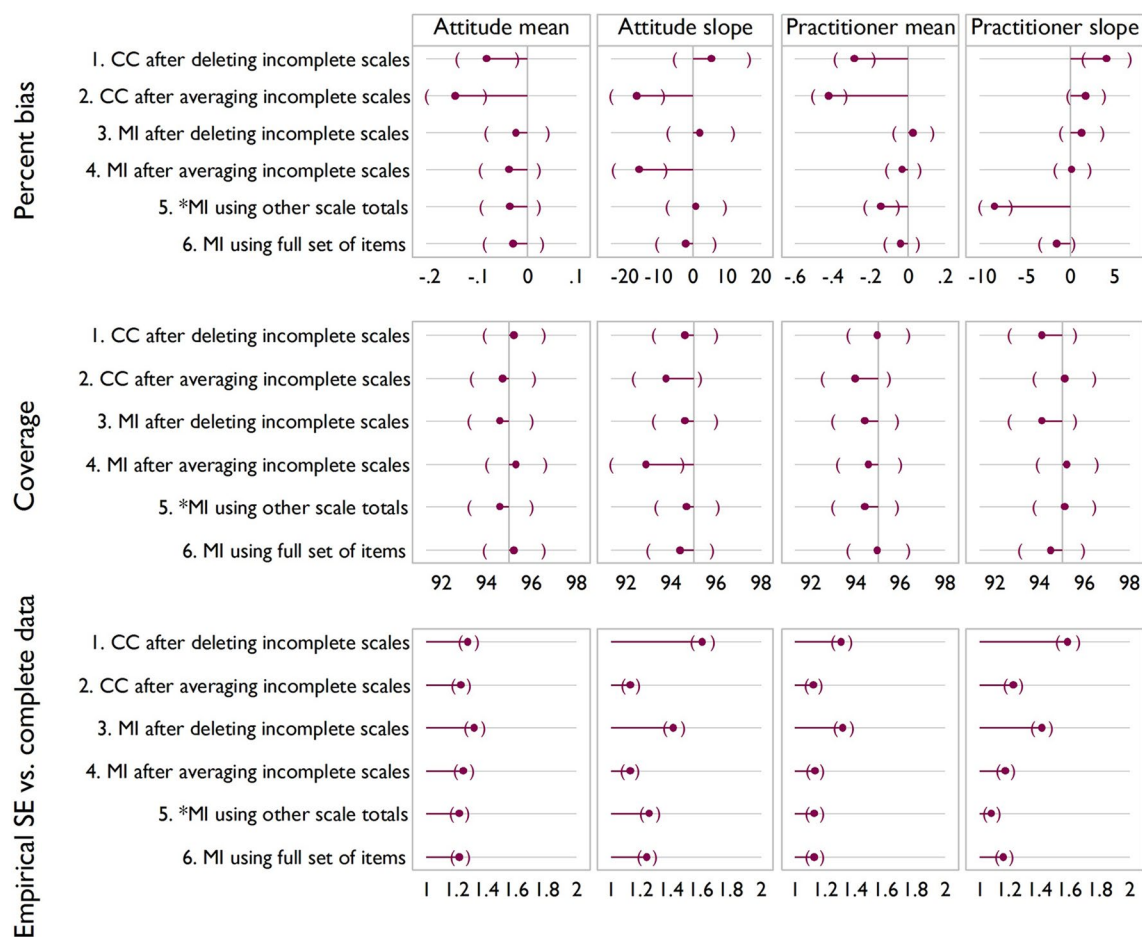 Attitude mean Attitude slope Practitioner mean Practitioner slope
Percent bias
1. CC after deleting incomplete scales
2. CC after averaging incomplete scales
3. MI after deleting incomplete scales
4. MI after averaging incomplete scales
5. *MI using other scale totals
6. MI using full set of items
-.2 -.1 0 .1 -20 -10 0 10 20 -.6 -.4 -.2 0 .2 -10 -5 0 5
Coverage
1. CC after deleting incomplete scales
2. CC after averaging incomplete scales
3. MI after deleting incomplete scales
4. MI after averaging incomplete scales
5. *MI using other scale totals
6. MI using full set of items
92 94 96 98 92 94 96 98 92 94 96 98 92 94 96 98
Empirical SE vs. complete data
1. CC after deleting incomplete scales
2. CC after averaging incomplete scales
3. MI after deleting incomplete scales
4. MI after averaging incomplete scales
5. *MI using other scale totals
6. MI using full set of items
1 1.2 1.4 1.6 1.8 2 1 1.2 1.4 1.6 1.8 2 1 1.2 1.4 1.6 1.8 2 1 1.2 1.4 1.6 1.8 2